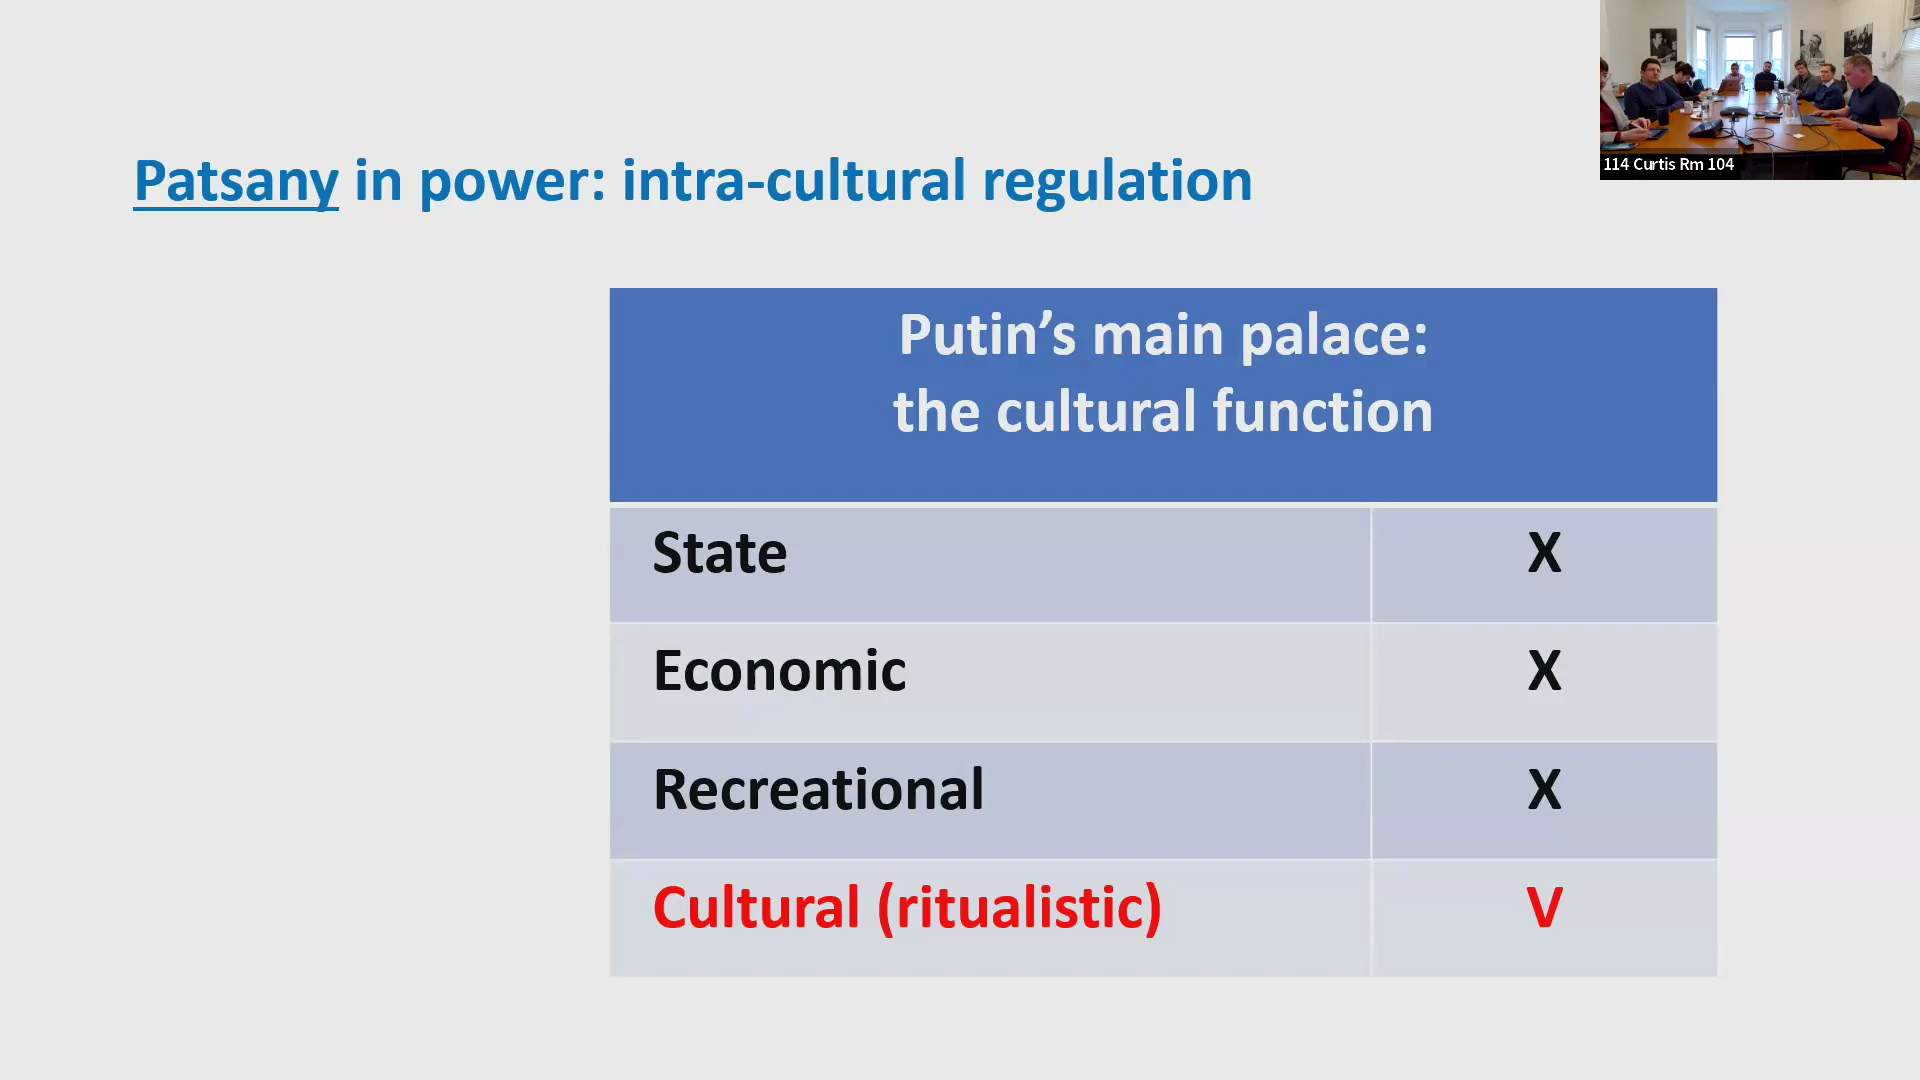 114 Curtis Rm 104
Patsany in power: intra-cultural regulation
Putin’s main palace:
the cultural function
State X
Economic X
Recreational X
Cultural (ritualistic) V